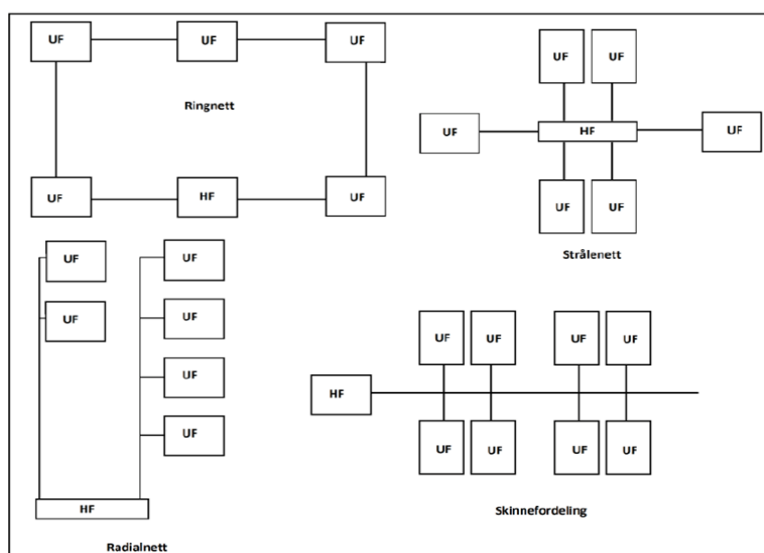 UF UF UF
Ringnett
UF HF UF
UF UF
UF HF UF
UF UF
Strålenett
UF UF
UF UF
UF
UF
HF
Radialnett
UF UF UF UF
HF
UF UF UF UF
Skinnefordeling